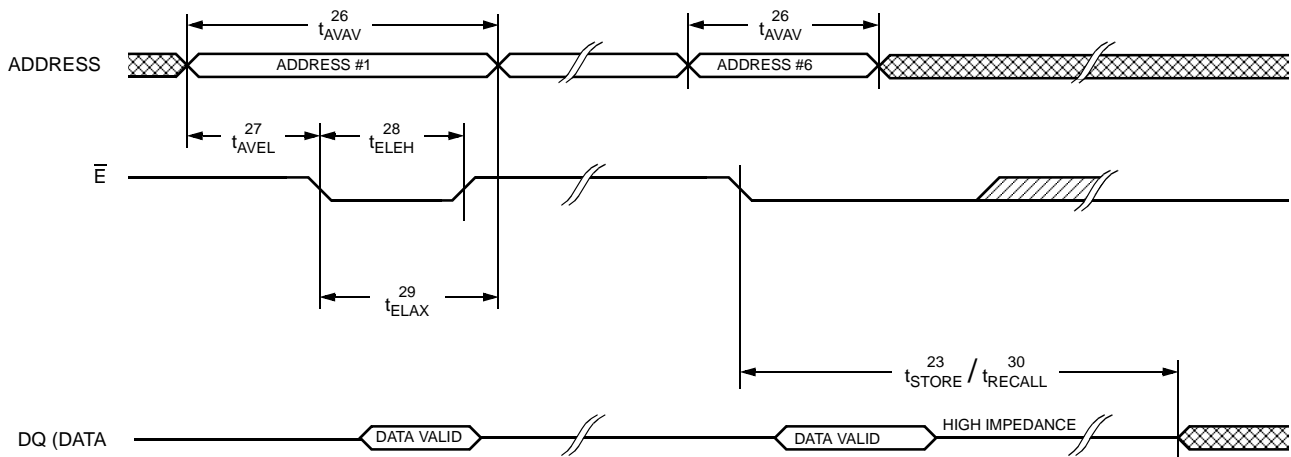 26 26
tAVAV tAVAV
ADDRESS ADDRESS #1 ADDRESS #6
27 28
tAVEL tELEH
E
29
tELAX
23 30
tSTORE / tRECALL
DQ (DATA DATA VALID DATA VALID HIGH IMPEDANCE